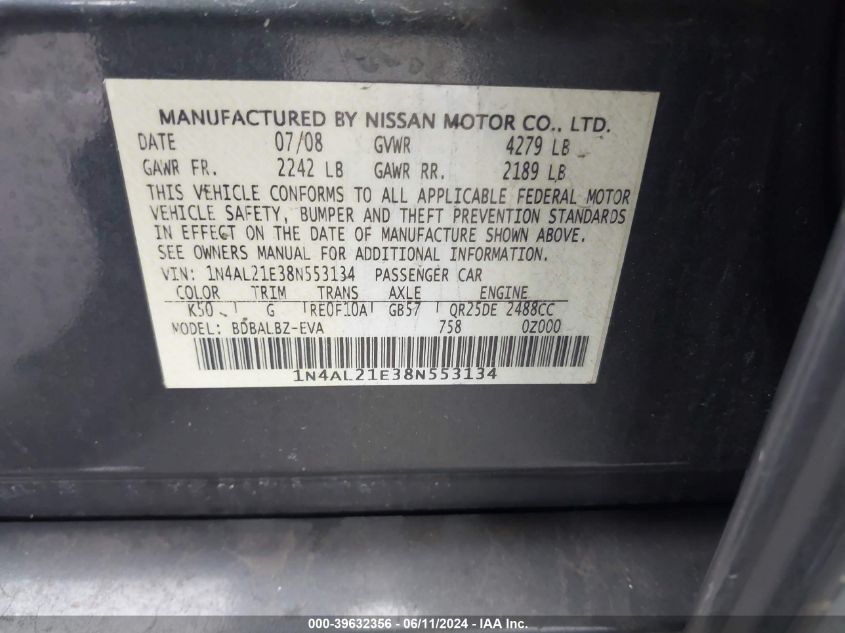 MANUFACTURED BY NISSAN MOTOR CO., LTD.
DATE 07/08 GVWR 4279 LB
GAWR FR. 2242 LB GAWR RR. 2189 LB
THIS VEHICLE CONFORMS TO ALL APPLICABLE FEDERAL MOTOR
VEHICLE SAFETY, BUMPER AND THEFT PREVENTION STANDARDS
IN EFFECT ON THE DATE OF MANUFACTURE SHOWN ABOVE.
SEE OWNERS MANUAL FOR ADDITIONAL INFORMATION.
VIN: 1N4AL21E38N553134 PASSENGER CAR
COLOR TRIM TRANS AXLE ENGINE
K50 G RE0F10A GB57 QR25DE 2488CC
MODEL: BDBALBZ-EVA 758 0Z000
1N4AL21E38N553134
000-39632356 - 06/11/2024 - IAA Inc.